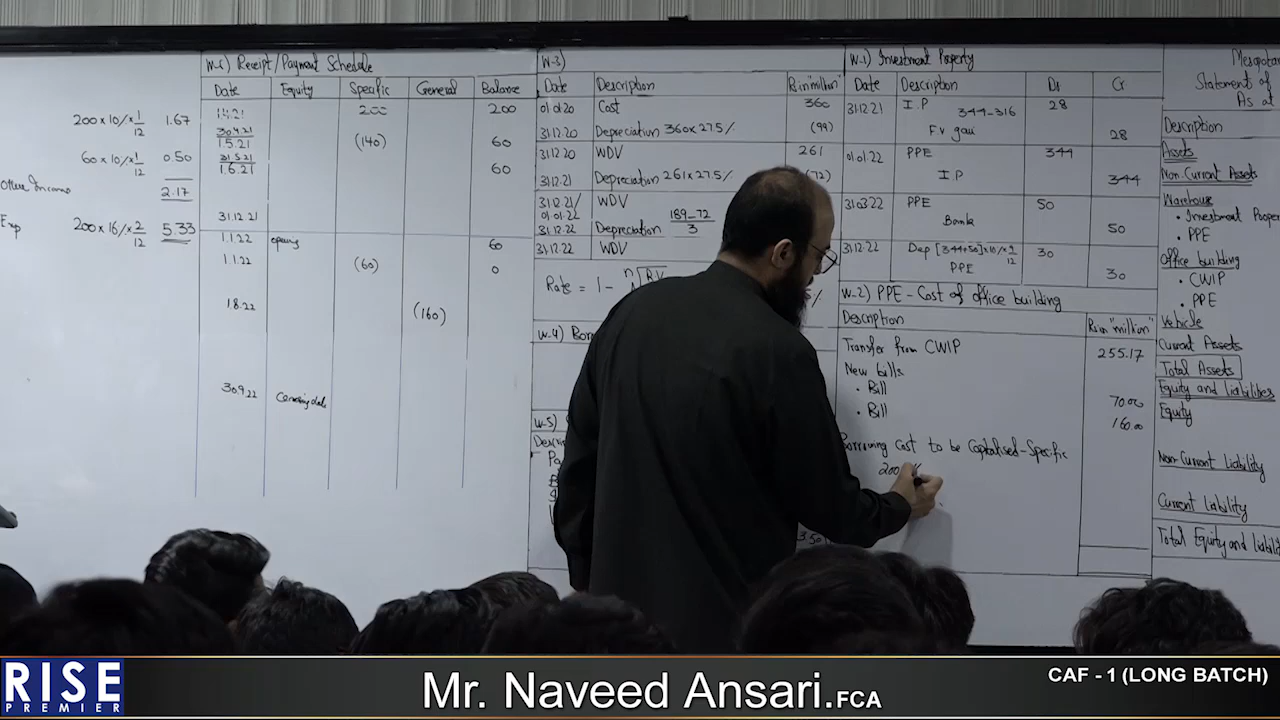 W-6) Receipt/Payment Schedule
Date Equity Specific General Balance
1.1.21 200 200
200 x 10% x 1/12 1.67
30.4.21
1.5.21 (140) 60
60 x 10% x 1/12 0.50
31.5.21
1.6.21 60
Other Income 2.17
Exp 200 x 16% x 2/12 5.33
31.12.21
1.1.22 opening 60
1.1.22 (60) 0
1.8.22 (160)
30.9.22
W-3)
Date Description Rs in "million"
01.01.20 Cost 360
31.12.20 Depreciation 360 x 27.5% (99)
31.12.20 WDV 261
31.12.21 Depreciation 261 x 27.5% (72)
31.12.21/ WDV
01.01.22
31.12.22 Depreciation 189-72
3
31.12.22 WDV
Rate = 1 - n√R.V
%
W-4) Borr
W-5)
Descri
3.50
W-1) Investment Property
Date Description Dr Cr
31.12.21 I.P 344-316 28
F.v gain 28
01.01.22 PPE 344
I.P 344
31.03.22 PPE 50
Bank 50
31.12.22 Dep [344+50] x 10% x 9/12 30
PPE 30
W-2) PPE - Cost of office building
Description Rs in "million"
Transfer from CWIP 255.17
New bills
• Bill 70.00
• Bill 160.00
Borrowing Cost to be Capitalised - Specific
200
Mesopota
Statement of
As at
Description
Assets
Non-Current Assets
Warehouse
• Investment Prope
• PPE
Office building
• CWIP
• PPE
Vehicle
Current Assets
Total Assets
Equity and Liabilities
Equity
Non-Current Liability
Current Liability
Total Equity and Liabili
RISE
PREMIER
Mr. Naveed Ansari.FCA
CAF - 1 (LONG BATCH)